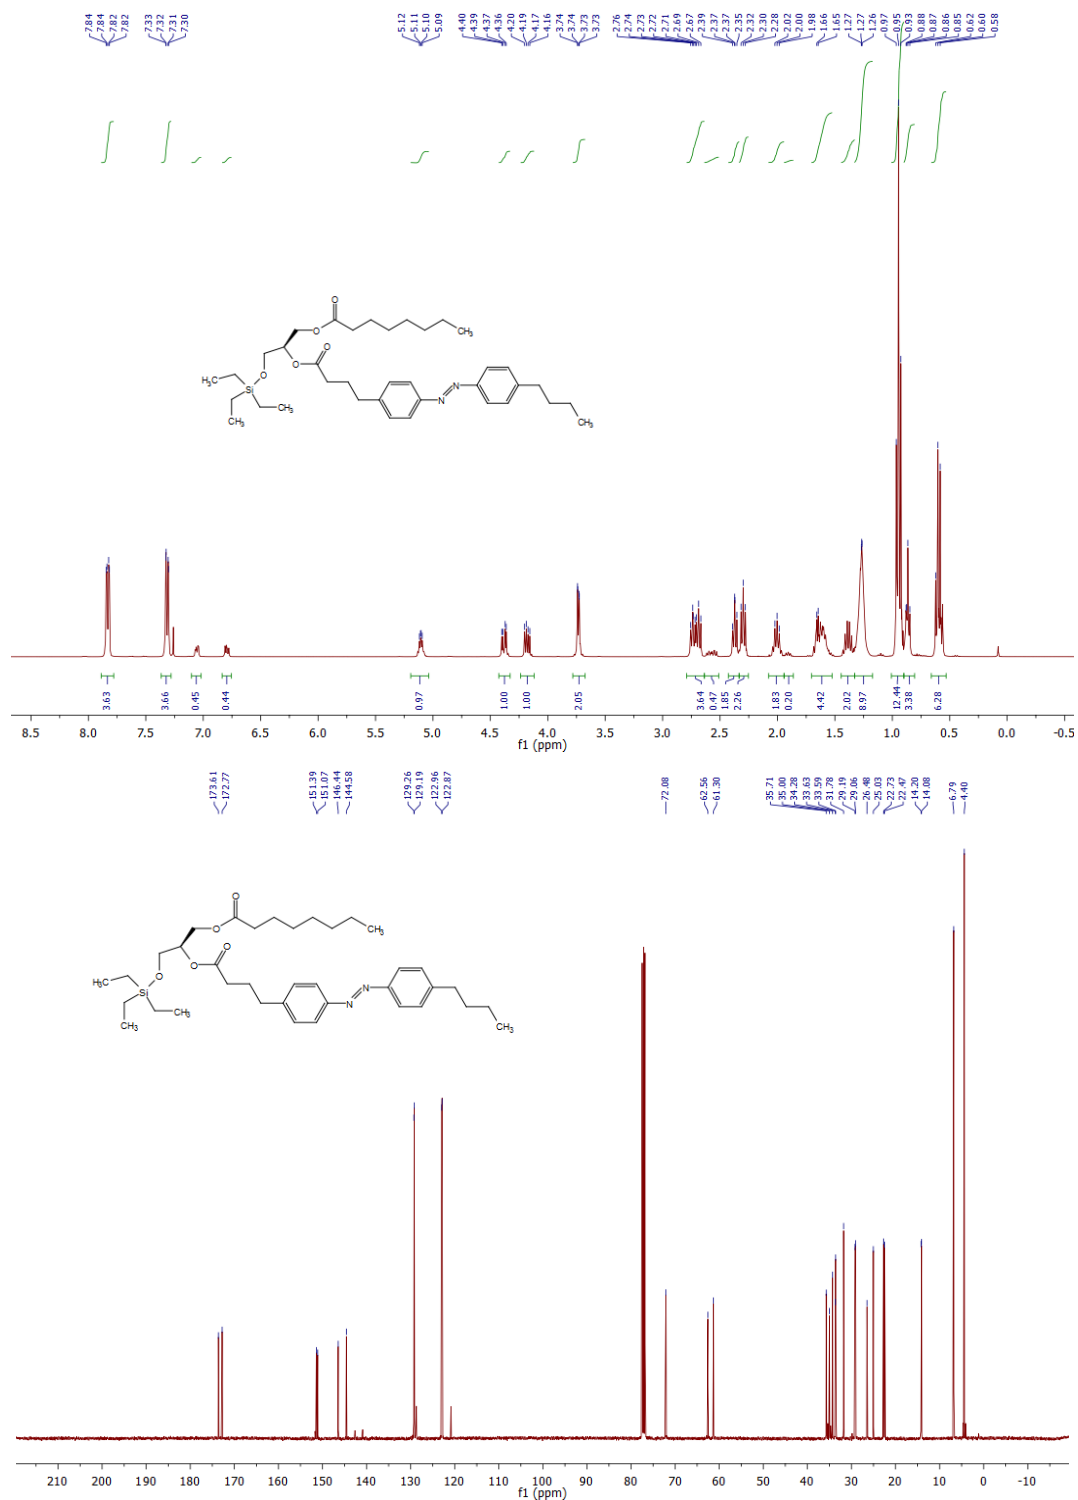 7.84 7.84 7.82 7.82 7.33 7.32 7.31 7.30 5.12 5.11 5.10 5.09 4.40 4.39 4.37 4.36 4.20 4.19 4.17 4.16 3.74 3.74 3.73 3.73 2.76 2.74 2.73 2.72 2.71 2.69 2.67 2.39 2.37 2.37 2.35 2.32 2.30 2.28 2.02 2.00 1.98 1.66 1.65 1.27 1.27 1.26 0.97 0.95 0.93 0.88 0.87 0.86 0.85 0.62 0.60 0.58
O
O CH₃
O
O
O
H₃C Si N N
CH₃
CH₃ CH₃
3.63 3.66 0.45 0.44 0.97 1.00 1.00 2.05 3.64 0.47 1.85 2.26 1.83 0.20 4.42 2.02 8.97 12.44 3.38 6.28
8.5 8.0 7.5 7.0 6.5 6.0 5.5 5.0 4.5 4.0 3.5 3.0 2.5 2.0 1.5 1.0 0.5 0.0 -0.5
f1 (ppm)
173.61 172.77 151.39 151.07 146.44 144.58 129.26 129.19 122.96 122.87 72.08 62.56 61.30 35.71 35.00 34.28 33.63 33.59 31.78 29.19 29.06 26.48 25.03 22.73 22.47 14.20 14.08 6.79 4.40
O
O CH₃
O
O
O
H₃C Si N N
CH₃
CH₃ CH₃
210 200 190 180 170 160 150 140 130 120 110 100 90 80 70 60 50 40 30 20 10 0 -10
f1 (ppm)